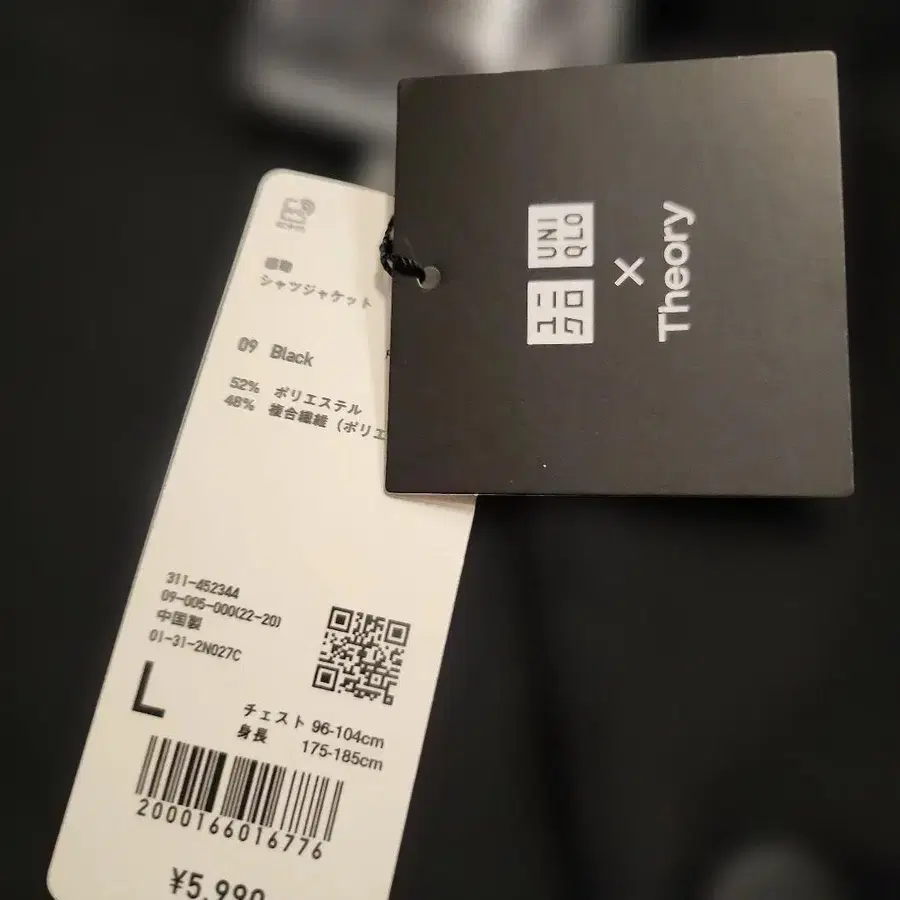 シャツジャケット
09 Black
52% ポリエステル
48% 複合繊維（ポリエ
311-452344
09-005-000(22-20)
中国製
01-31-2N027C
L
チェスト 96-104cm
身長 175-185cm
2000166016776
¥5,990
UNI
QLO
ユニ
クロ
×
Theory